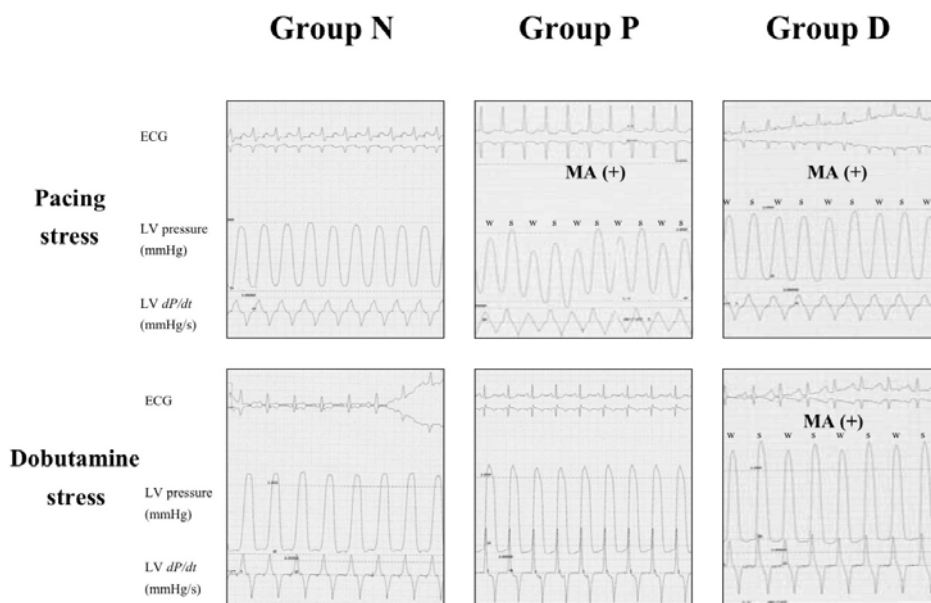 Group N Group P Group D
ECG
MA (+) MA (+)
Pacing
stress
W S W S W S W S W S
W S W S W S W S W
LV pressure
(mmHg)
LV dP/dt
(mmHg/s)
ECG
MA (+)
Dobutamine
stress
W S W S W S W S
LV pressure
(mmHg)
LV dP/dt
(mmHg/s)